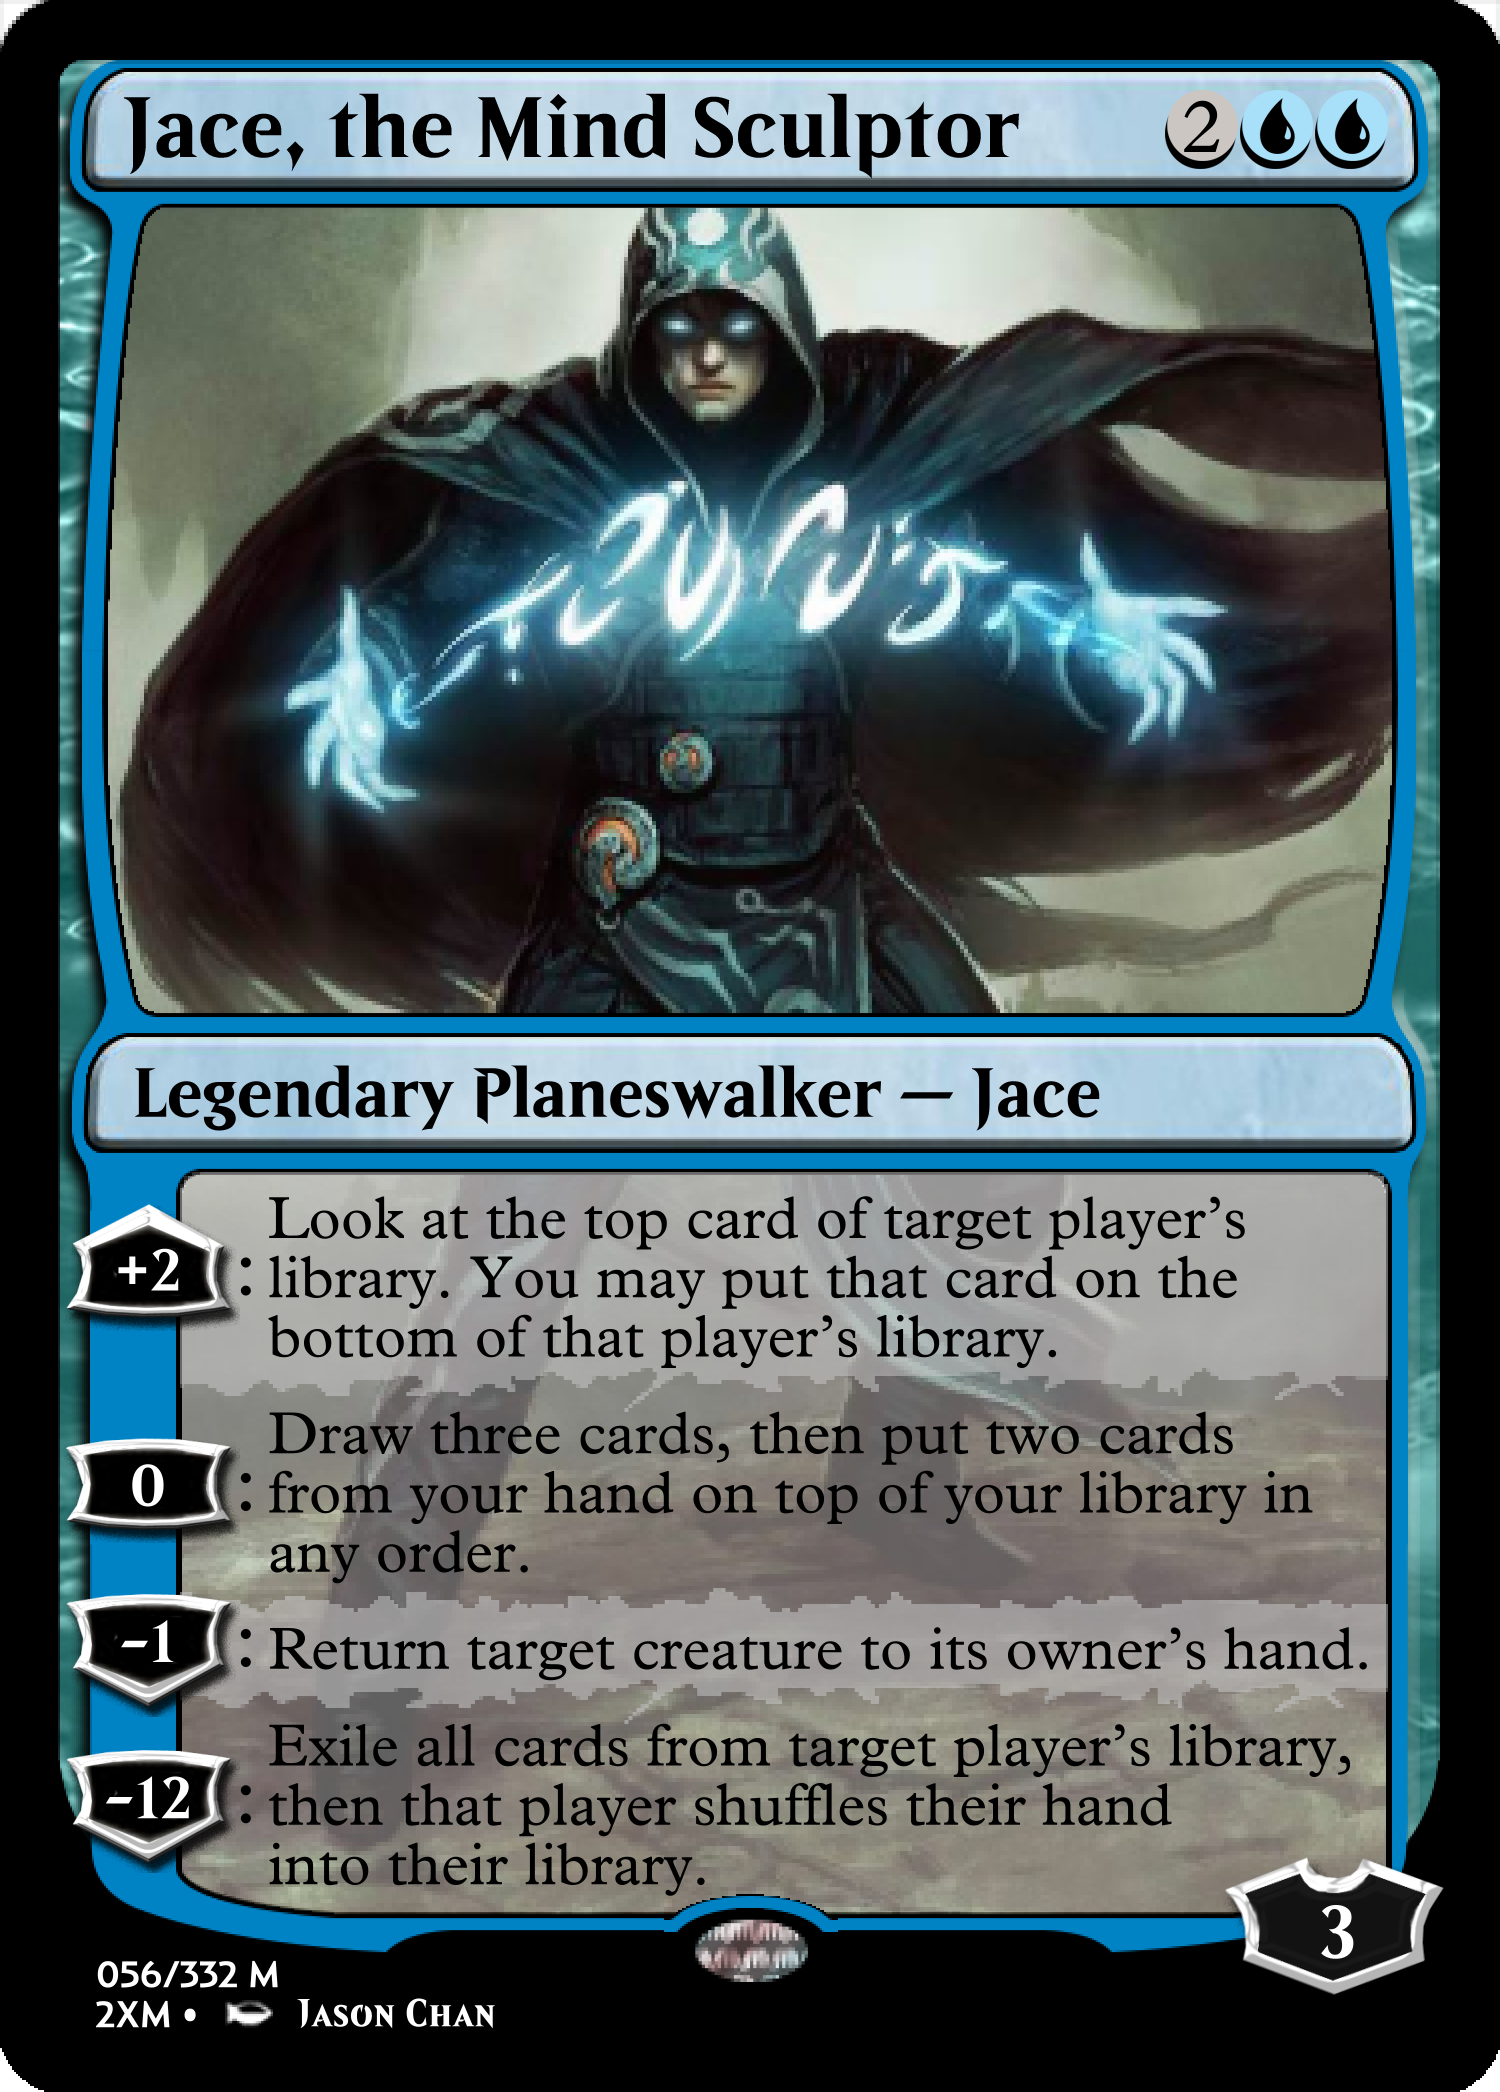 Jace, the Mind Sculptor 2
Legendary Planeswalker — Jace
+2: Look at the top card of target player’s
library. You may put that card on the
bottom of that player’s library.
0: Draw three cards, then put two cards
from your hand on top of your library in
any order.
−1: Return target creature to its owner’s hand.
−12: Exile all cards from target player’s library,
then that player shuffles their hand
into their library.
3
056/332 M
2XM • Jason Chan